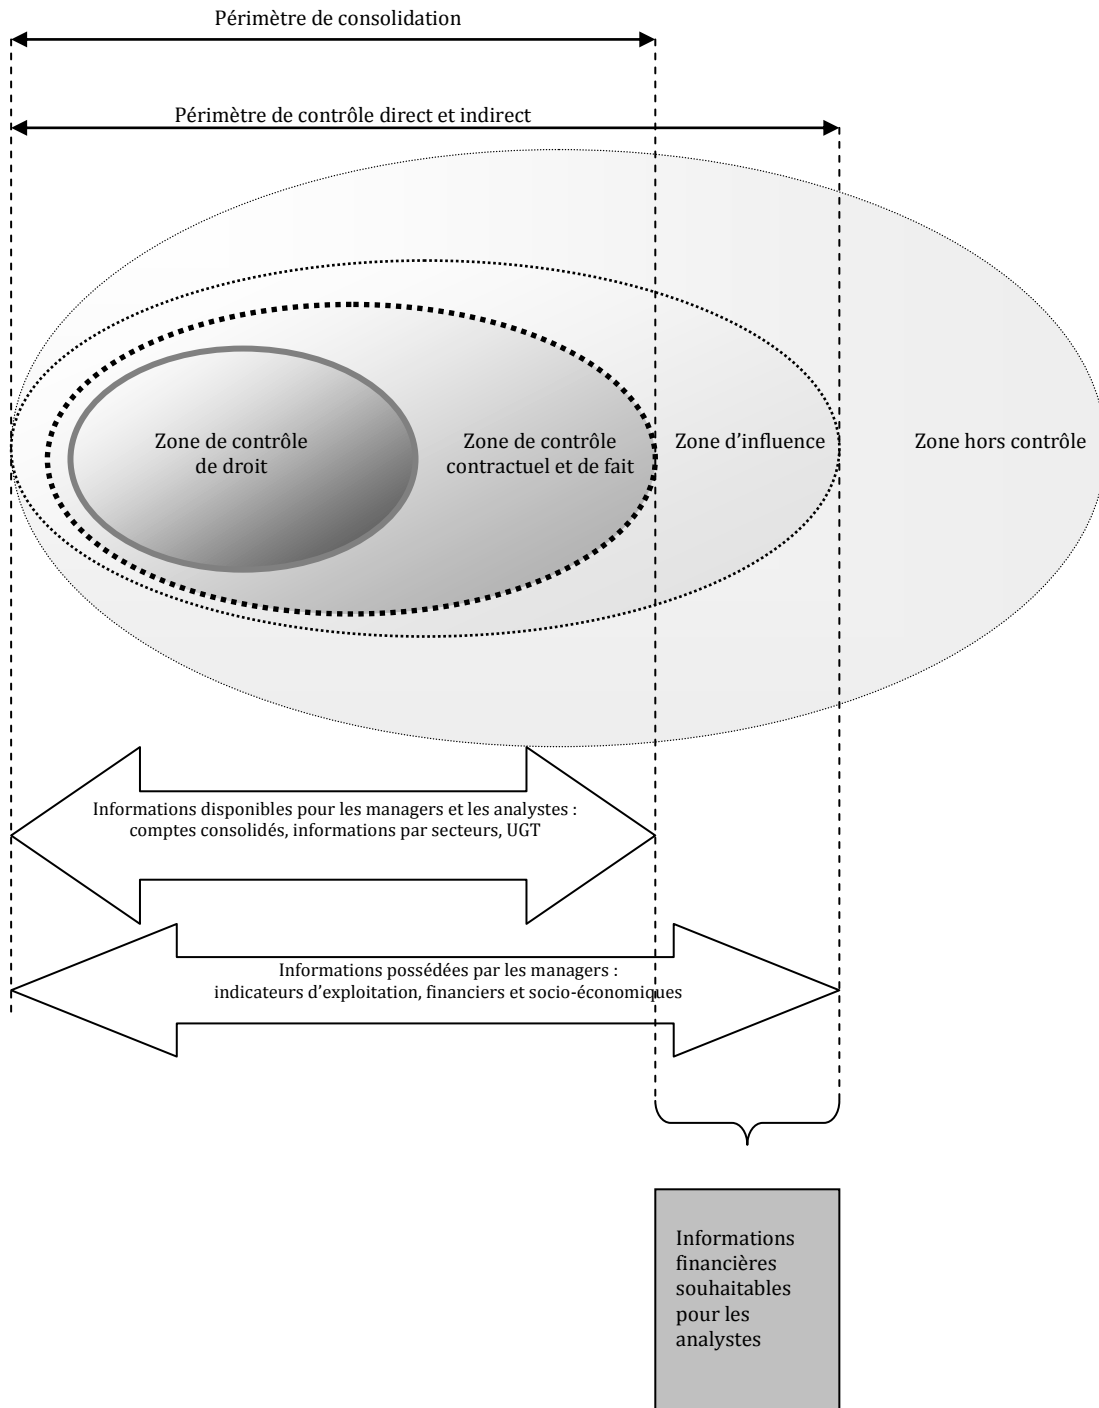 Périmètre de consolidation
Périmètre de contrôle direct et indirect
Zone de contrôle
de droit
Zone de contrôle
contractuel et de fait
Zone d’influence
Zone hors contrôle
Informations disponibles pour les managers et les analystes :
comptes consolidés, informations par secteurs, UGT
Informations possédées par les managers :
indicateurs d’exploitation, financiers et socio-économiques
Informations
financières
souhaitables
pour les
analystes